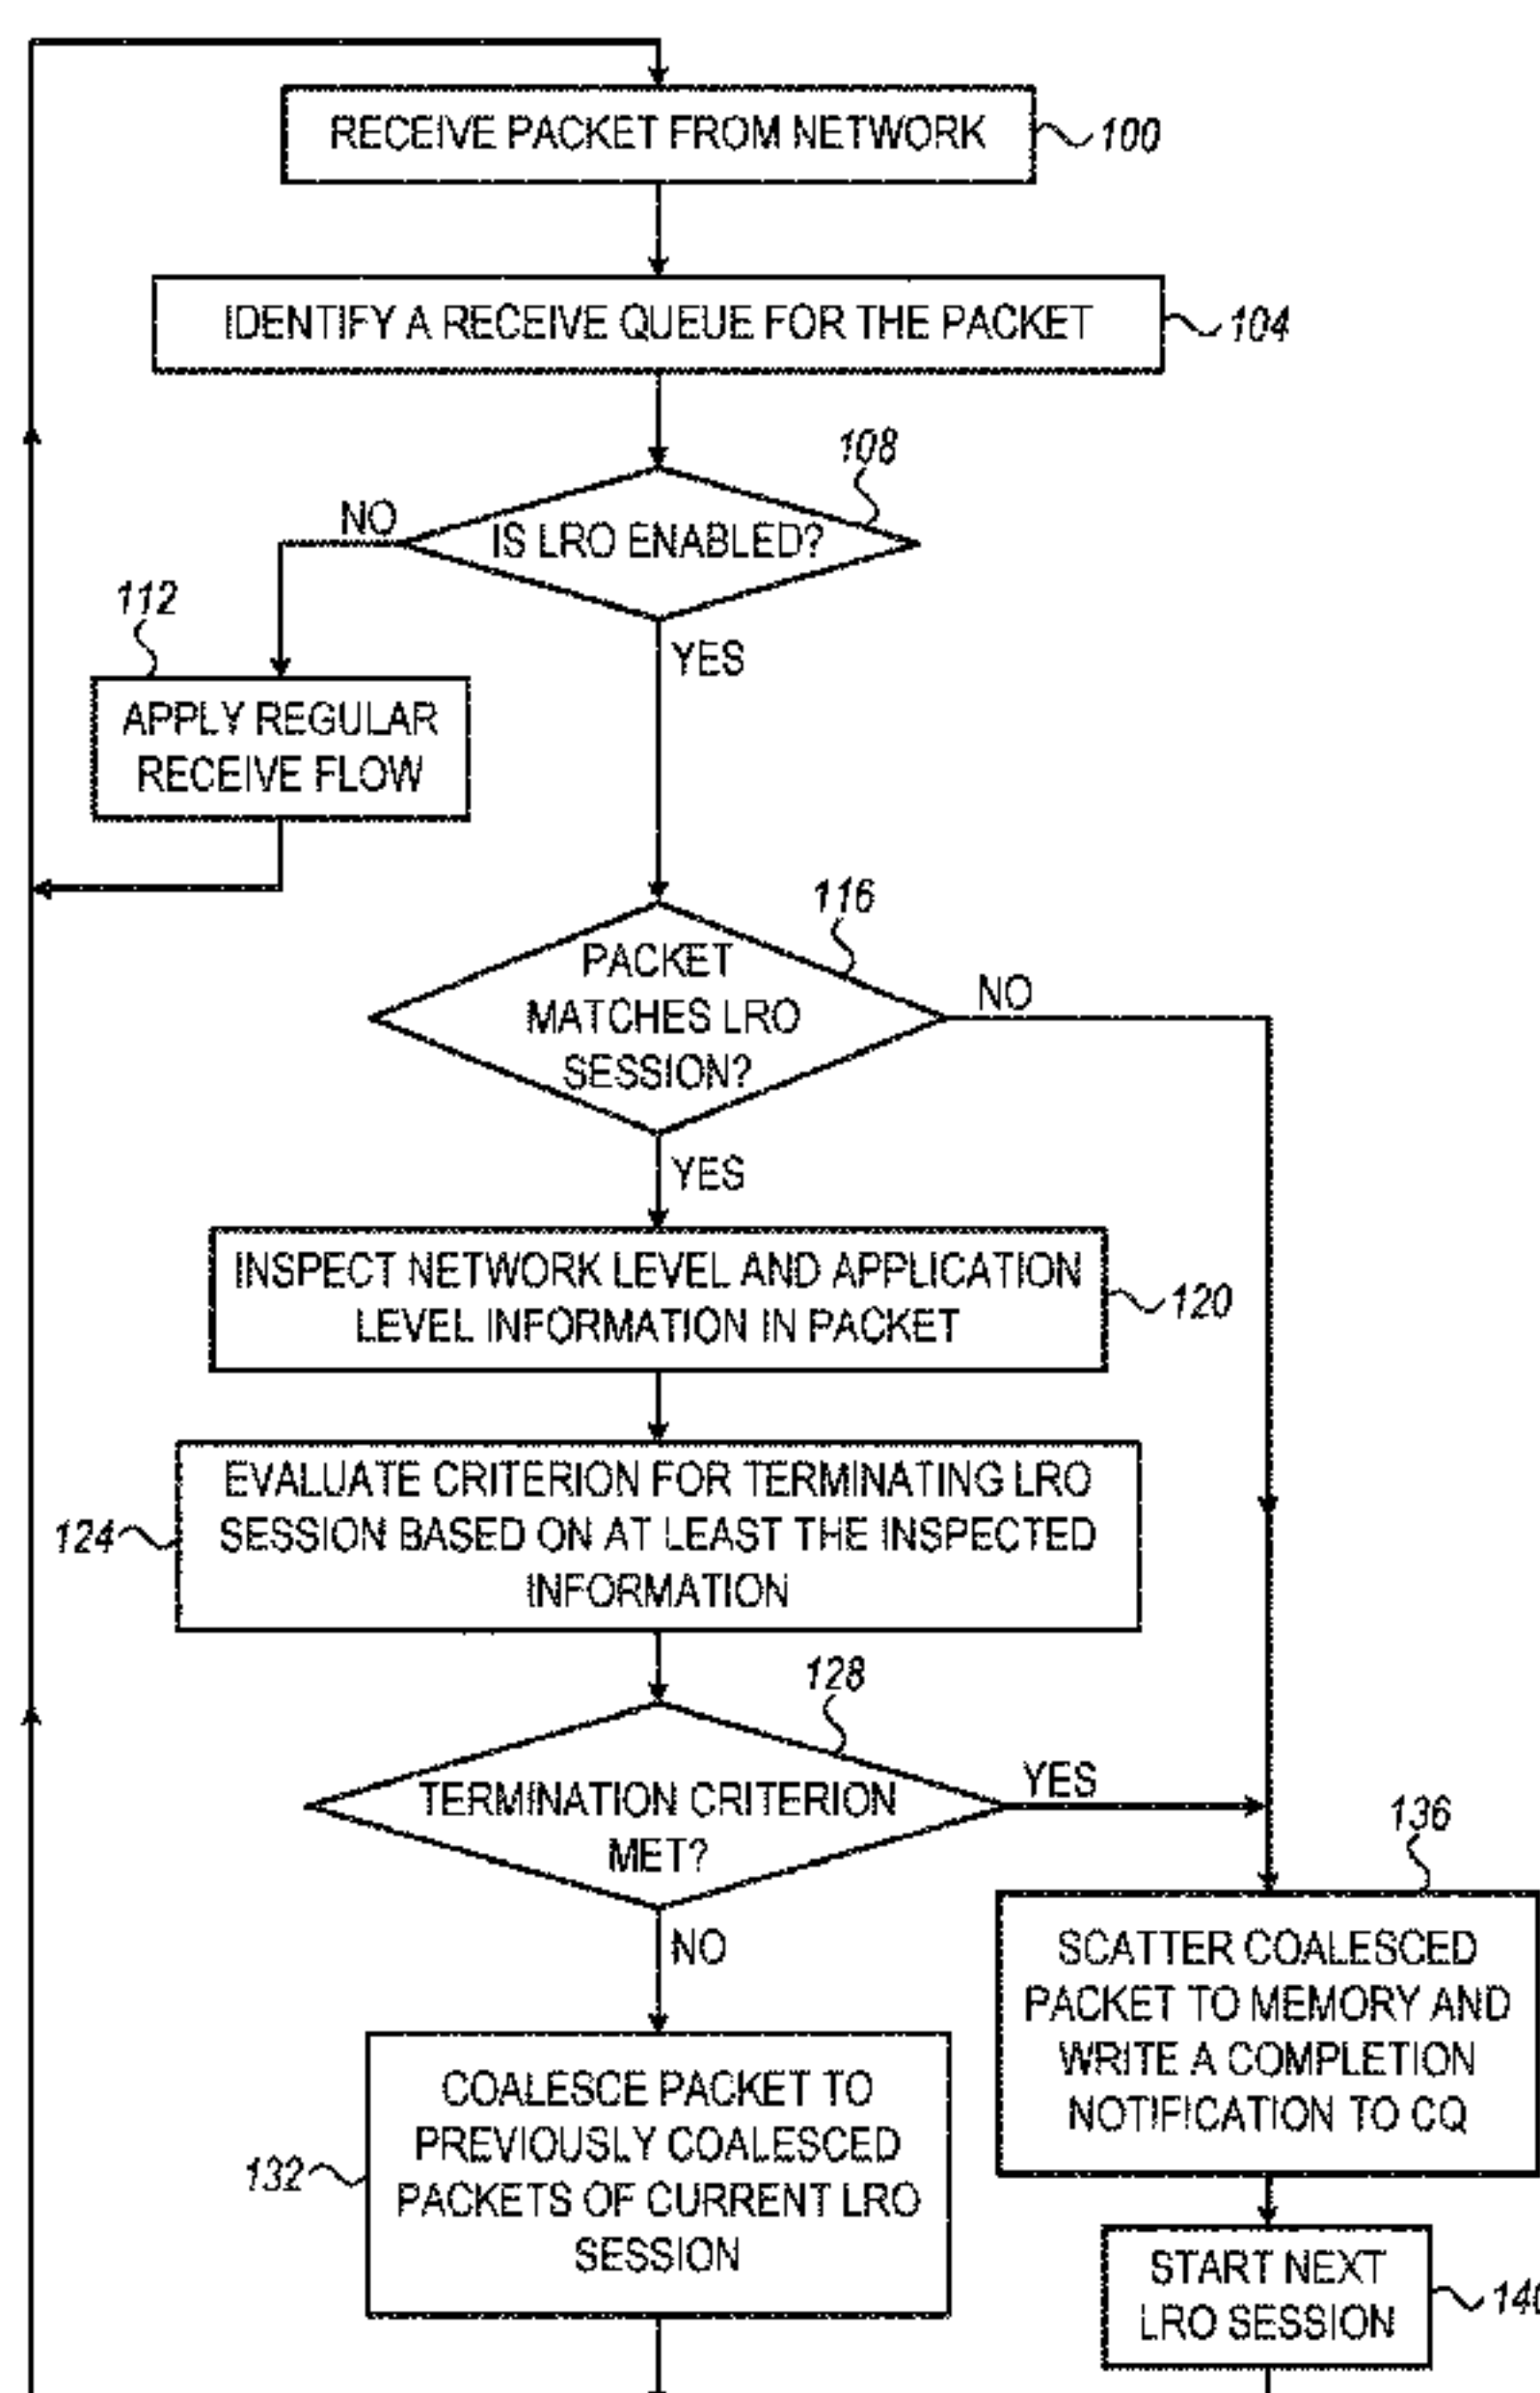 RECEIVE PACKET FROM NETWORK
100
IDENTIFY A RECEIVE QUEUE FOR THE PACKET
104
108
IS LRO ENABLED?
NO
YES
112
APPLY REGULAR
RECEIVE FLOW
116
PACKET
MATCHES LRO
SESSION?
NO
YES
INSPECT NETWORK LEVEL AND APPLICATION
LEVEL INFORMATION IN PACKET
120
EVALUATE CRITERION FOR TERMINATING LRO
SESSION BASED ON AT LEAST THE INSPECTED
INFORMATION
124
128
TERMINATION CRITERION
MET?
YES
NO
136
SCATTER COALESCED
PACKET TO MEMORY AND
WRITE A COMPLETION
NOTIFICATION TO CQ
COALESCE PACKET TO
PREVIOUSLY COALESCED
PACKETS OF CURRENT LRO
SESSION
132
START NEXT
LRO SESSION
140